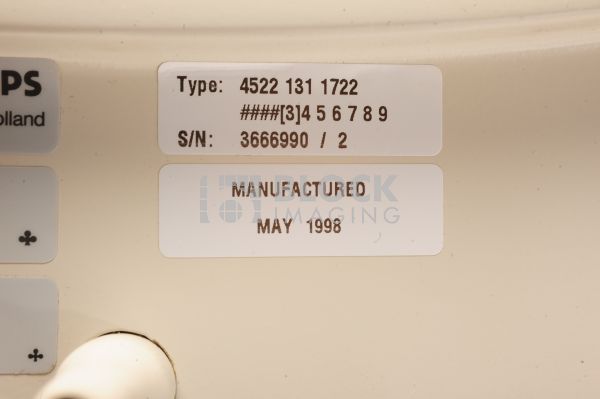 PS
olland
Type: 4522 131 1722
####[3]4 5 6 7 8 9
S/N: 3666990 / 2
MANUFACTURED
MAY 1998
BLOCK
IMAGING